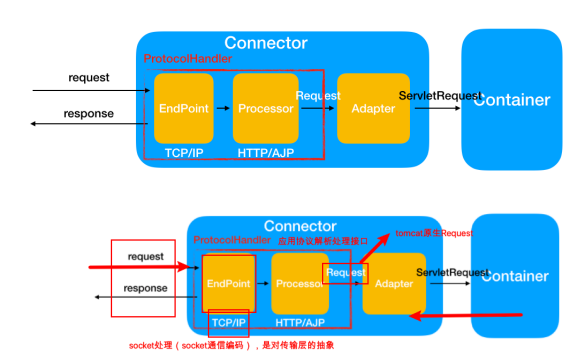 Connector
ProtocolHandler
request
Request
ServletRequest
response
EndPoint
Processor
Adapter
Container
TCP/IP
HTTP/AJP
tomcat原生Request
Connector
ProtocolHandler 应用协议解析处理接口
request
Request
ServletRequest
response
EndPoint
Processor
Adapter
Container
TCP/IP
HTTP/AJP
socket处理（socket通信编码），是对传输层的抽象